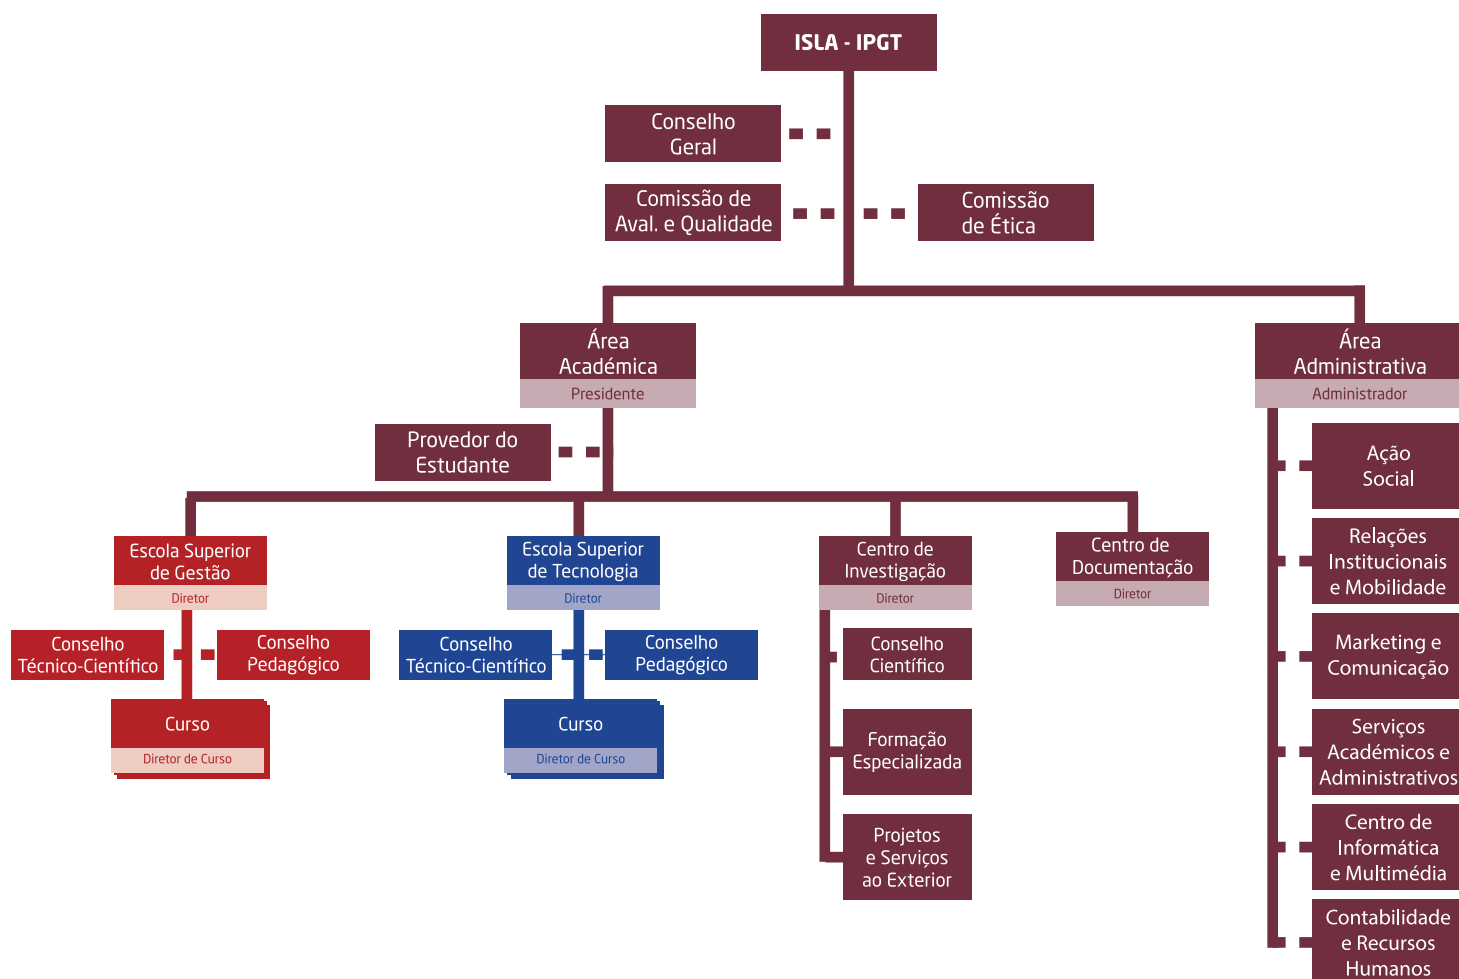 ISLA - IPGT
Conselho
Geral
Comissão de
Aval. e Qualidade
Comissão
de Ética
Área
Académica
Presidente
Área
Administrativa
Administrador
Provedor do
Estudante
Escola Superior
de Gestão
Diretor
Conselho
Técnico-Científico
Conselho
Pedagógico
Curso
Diretor de Curso
Escola Superior
de Tecnologia
Diretor
Conselho
Técnico-Científico
Conselho
Pedagógico
Curso
Diretor de Curso
Centro de
Investigação
Diretor
Conselho
Científico
Formação
Especializada
Projetos
e Serviços
ao Exterior
Centro de
Documentação
Diretor
Ação
Social
Relações
Institucionais
e Mobilidade
Marketing e
Comunicação
Serviços
Académicos e
Administrativos
Centro de
Informática
e Multimédia
Contabilidade
e Recursos
Humanos